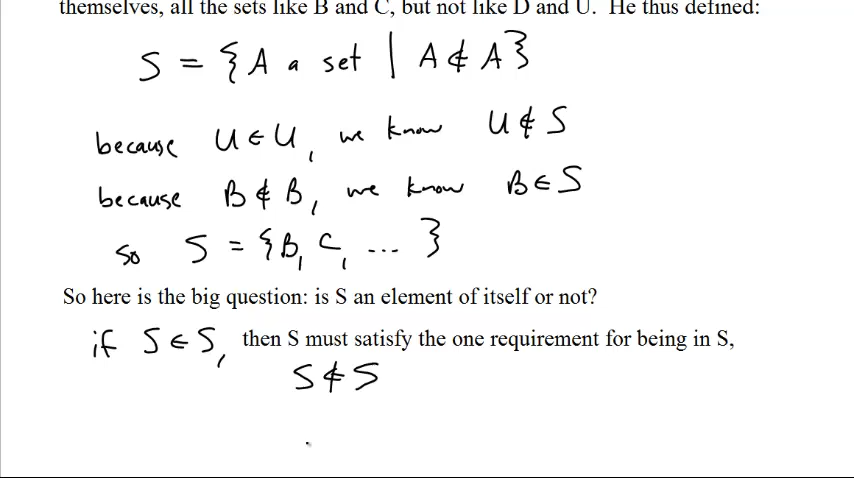 themselves, all the sets like B and C, but not like D and U. He thus defined:
S = {A a set | A ∉ A}
because U ∈ U, we know U ∉ S
because B ∉ B, we know B ∈ S
so S = {B, C, ... }
So here is the big question: is S an element of itself or not?
if S ∈ S, then S must satisfy the one requirement for being in S,
S ∉ S